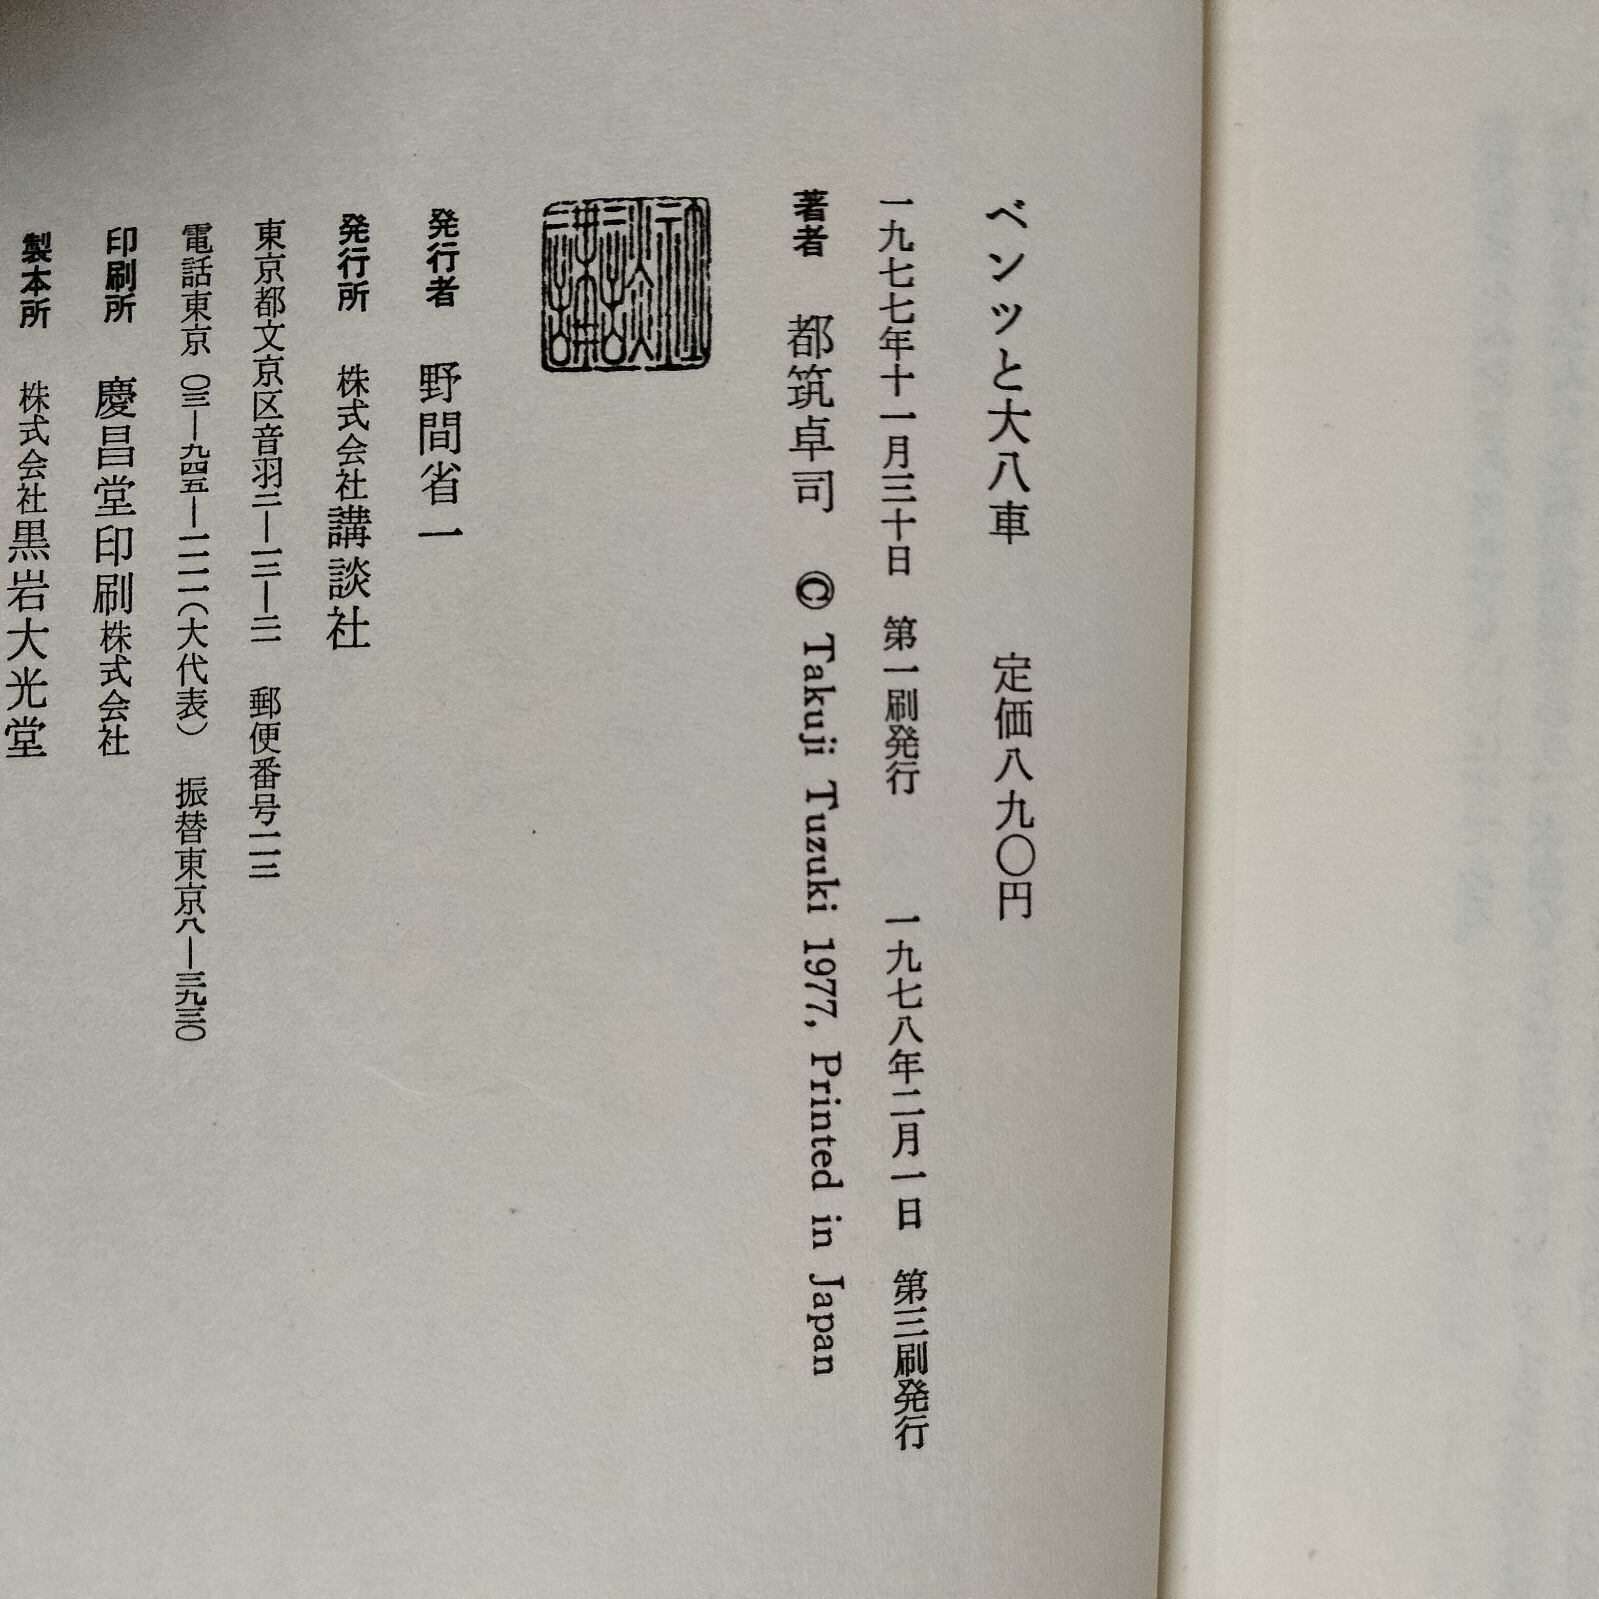 ベンツと大八車　定価八九〇円
一九七七年十一月三十日　第一刷発行　一九七八年二月一日　第三刷発行
著者　都筑卓司　© Takuji Tuzuki 1977, Printed in Japan
発行者　野間省一
発行所　株式会社講談社
東京都文京区音羽二―一二―二一　郵便番号一一二
電話東京（〇三―九四五―一一一一（大代表）　振替東京八―三九三〇
印刷所　慶昌堂印刷株式会社
製本所　株式会社黒岩大光堂